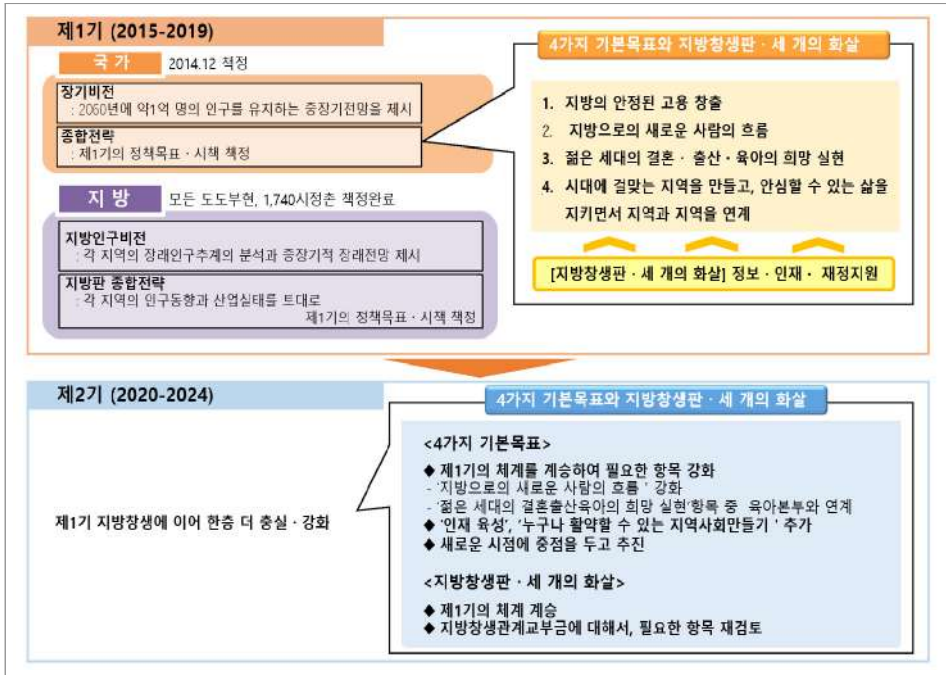 제1기 (2015-2019)
국 가
2014.12 책정
장기비전
: 2060년에 약1억 명의 인구를 유지하는 중장기전망을 제시
종합전략
: 제1기의 정책목표 · 시책 책정
지 방
모든 도도부현, 1,740시정촌 책정완료
지방인구비전
: 각 지역의 장래인구추계의 분석과 중장기적 장래전망 제시
지방판 종합전략
: 각 지역의 인구동향과 산업실태를 토대로
제1기의 정책목표 · 시책 책정
4가지 기본목표와 지방창생판 · 세 개의 화살
1. 지방의 안정된 고용 창출
2. 지방으로의 새로운 사람의 흐름
3. 젊은 세대의 결혼 · 출산 · 육아의 희망 실현
4. 시대에 걸맞는 지역을 만들고, 안심할 수 있는 삶을
지키면서 지역과 지역을 연계
[지방창생판 · 세 개의 화살] 정보 · 인재 · 재정지원
제2기 (2020-2024)
제1기 지방창생에 이어 한층 더 충실 · 강화
4가지 기본목표와 지방창생판 · 세 개의 화살
<4가지 기본목표>
◆ 제1기의 체계를 계승하여 필요한 항목 강화
- '지방으로의 새로운 사람의 흐름 ' 강화
- '젊은 세대의 결혼출산육아의 희망 실현'항목 중 육아본부와 연계
◆ '인재 육성', '누구나 활약할 수 있는 지역사회만들기 ' 추가
◆ 새로운 시점에 중점을 두고 추진
<지방창생판 · 세 개의 화살>
◆ 제1기의 체계 계승
◆ 지방창생관계교부금에 대해서, 필요한 항목 재검토